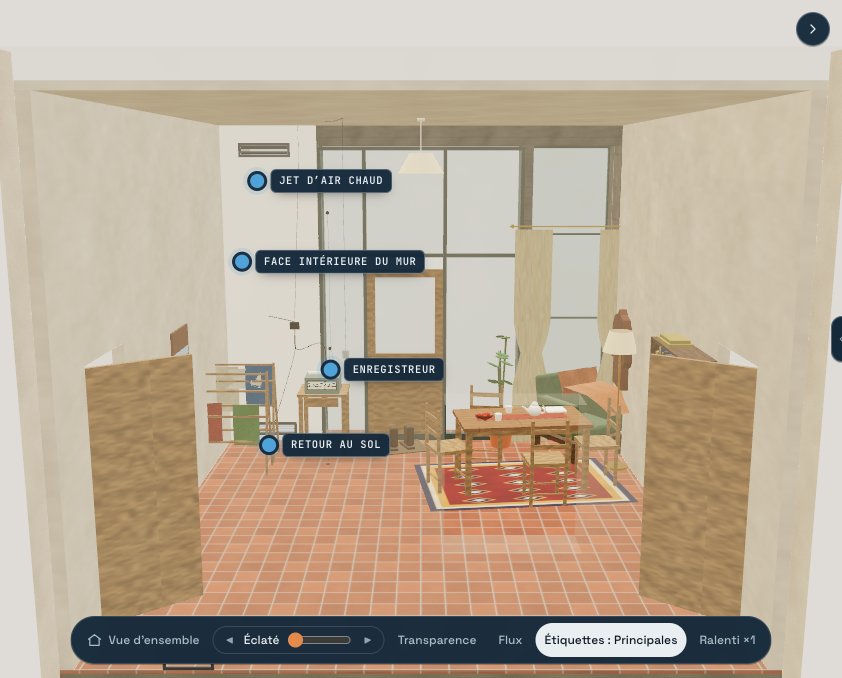 JET D’AIR CHAUD
FACE INTÉRIEURE DU MUR
ENREGISTREUR
RETOUR AU SOL
Vue d’ensemble ◄ Éclaté ► Transparence Flux Étiquettes : Principales Ralenti ×1